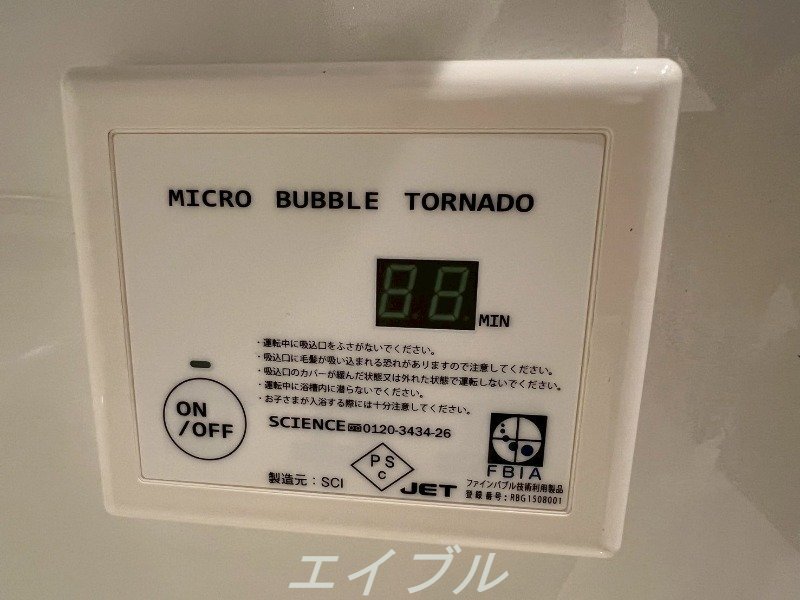 MICRO BUBBLE TORNADO
88 MIN
・運転中に吸込口をふさがないでください。
・吸込口に毛髪が吸い込まれる恐れがありますので注意してください。
・吸込口のカバーが緩んだ状態又は外れた状態で運転しないでください。
・運転中に浴槽内に潜らないでください。
・お子さまが入浴する際には十分注意してください。
ON
/OFF
SCIENCE 0120-3434-26
PS
C
FBIA
製造元：SCI
JET
ファインバブル技術利用製品
登録番号：RBG1508001
エイブル